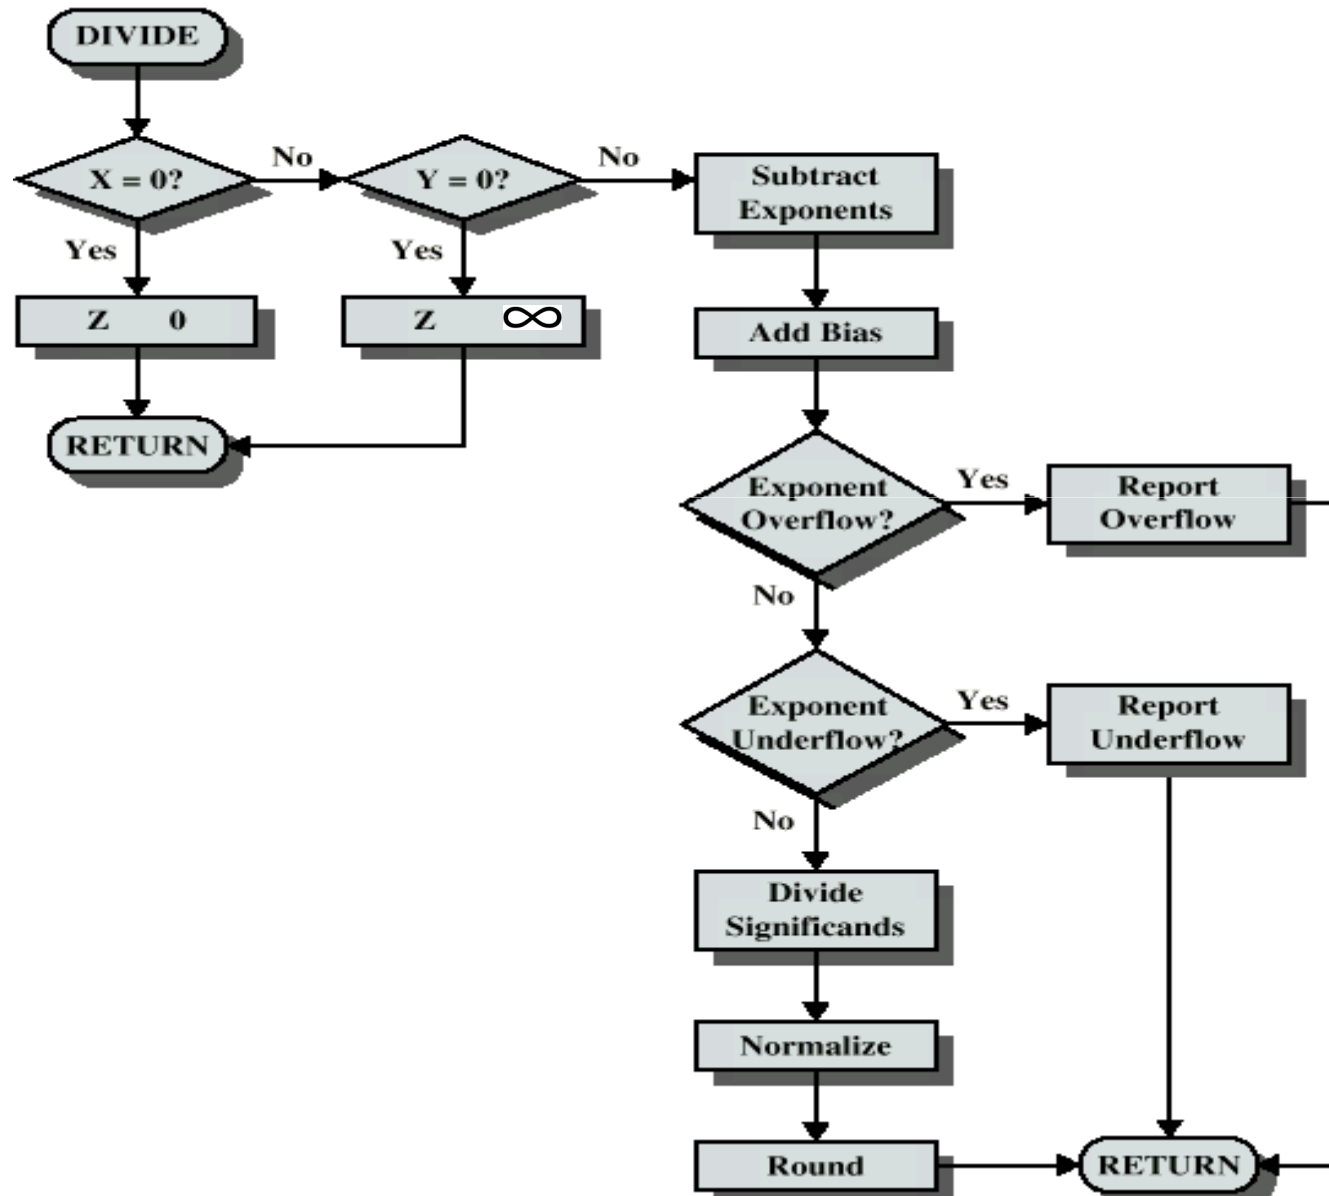 DIVIDE
X = 0?
No
Y = 0?
No
Subtract
Exponents
Yes
Yes
Z 0
Z ∞
Add Bias
RETURN
Exponent
Overflow?
Yes
Report
Overflow
No
Exponent
Underflow?
Yes
Report
Underflow
No
Divide
Significands
Normalize
Round
RETURN